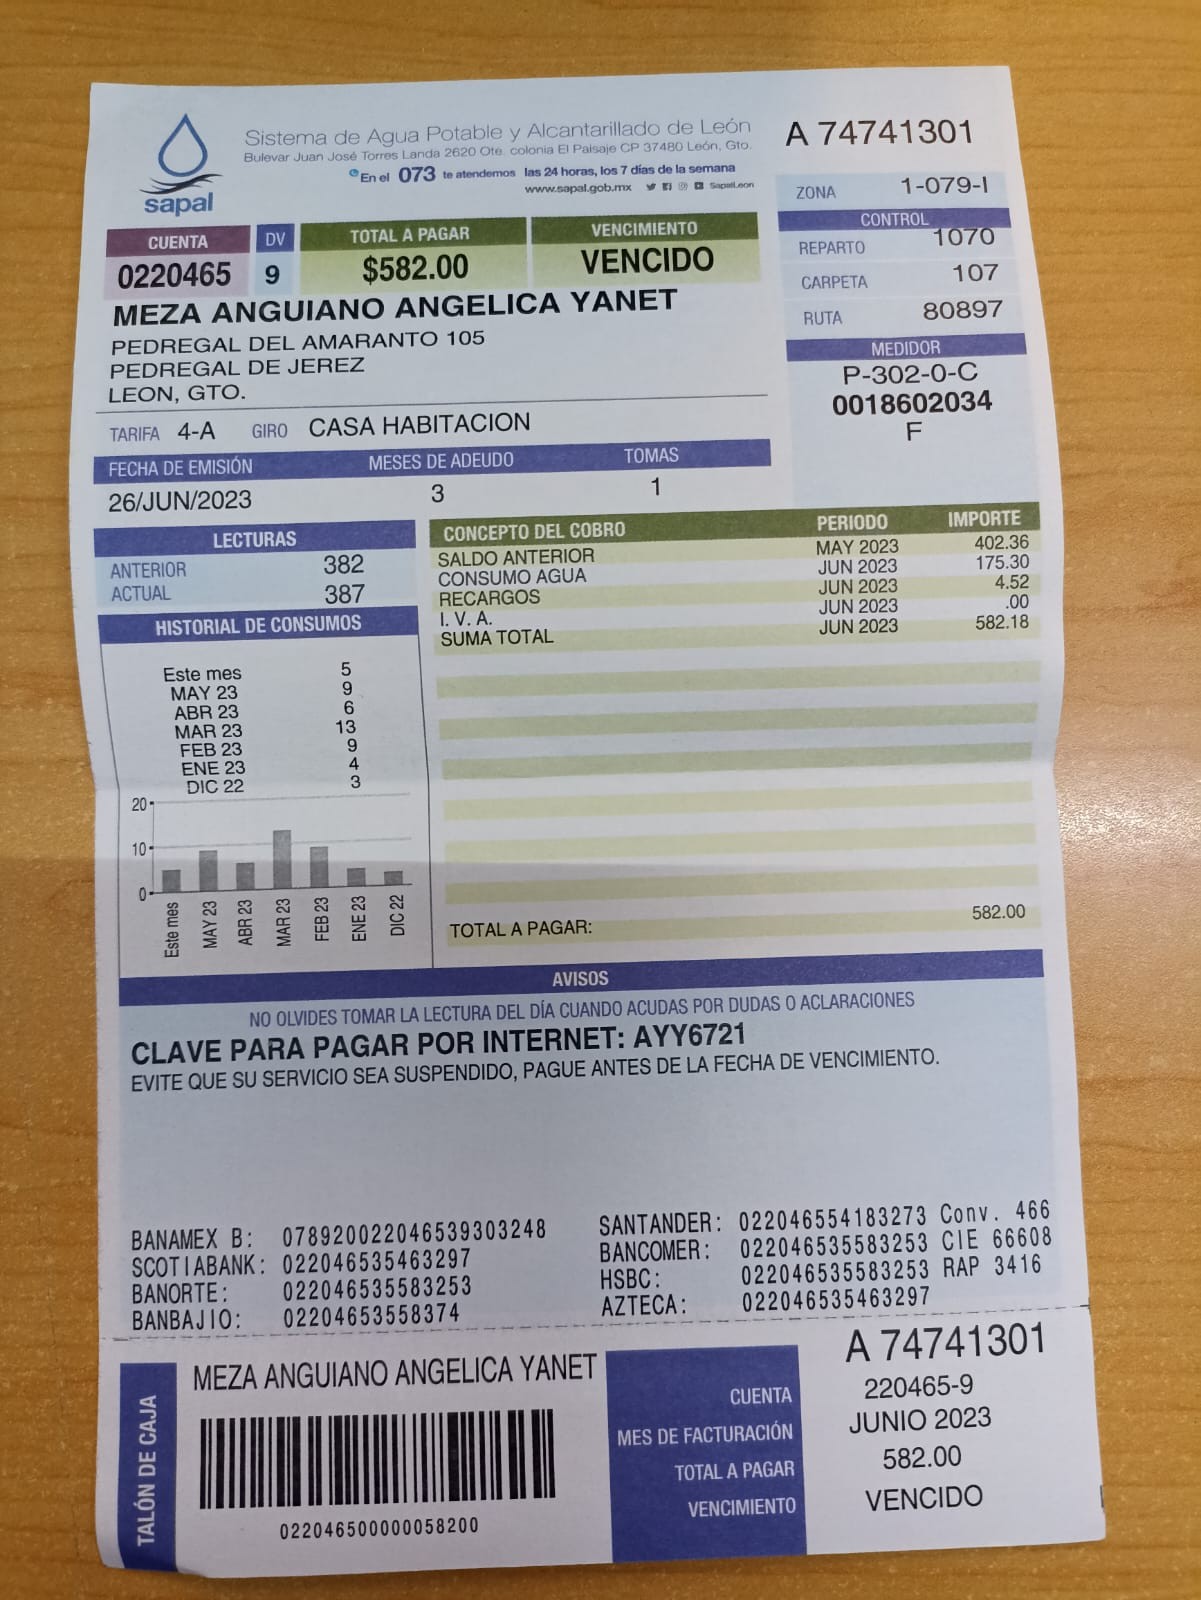 sapal
Sistema de Agua Potable y Alcantarillado de León
Bulevar Juan José Torres Landa 2620 Ote. colonia El Paisaje CP 37480 León, Gto.
En el 073 te atendemos las 24 horas, los 7 días de la semana
www.sapal.gob.mx SapalLeon
A 74741301
ZONA 1-079-I
CONTROL
REPARTO 1070
CARPETA 107
RUTA 80897
MEDIDOR
P-302-0-C
0018602034
F
CUENTA DV TOTAL A PAGAR VENCIMIENTO
0220465 9 $582.00 VENCIDO
MEZA ANGUIANO ANGELICA YANET
PEDREGAL DEL AMARANTO 105
PEDREGAL DE JEREZ
LEON, GTO.
TARIFA 4-A GIRO CASA HABITACION
FECHA DE EMISIÓN MESES DE ADEUDO TOMAS
26/JUN/2023 3 1
LECTURAS
ANTERIOR 382
ACTUAL 387
HISTORIAL DE CONSUMOS
Este mes 5
MAY 23 9
ABR 23 6
MAR 23 13
FEB 23 9
ENE 23 4
DIC 22 3
20
10
0
Este mes MAY 23 ABR 23 MAR 23 FEB 23 ENE 23 DIC 22
CONCEPTO DEL COBRO PERIODO IMPORTE
SALDO ANTERIOR MAY 2023 402.36
CONSUMO AGUA JUN 2023 175.30
RECARGOS JUN 2023 4.52
I. V. A. JUN 2023 .00
SUMA TOTAL JUN 2023 582.18
TOTAL A PAGAR: 582.00
AVISOS
NO OLVIDES TOMAR LA LECTURA DEL DÍA CUANDO ACUDAS POR DUDAS O ACLARACIONES
CLAVE PARA PAGAR POR INTERNET: AYY6721
EVITE QUE SU SERVICIO SEA SUSPENDIDO, PAGUE ANTES DE LA FECHA DE VENCIMIENTO.
BANAMEX B: 078920022046539303248
SCOTIABANK: 022046535463297
BANORTE: 022046535583253
BANBAJIO: 02204653558374
SANTANDER: 022046554183273 Conv. 466
BANCOMER: 022046535583253 CIE 66608
HSBC: 022046535583253 RAP 3416
AZTECA: 022046535463297
TALÓN DE CAJA
MEZA ANGUIANO ANGELICA YANET
022046500000058200
A 74741301
CUENTA 220465-9
MES DE FACTURACIÓN JUNIO 2023
TOTAL A PAGAR 582.00
VENCIMIENTO VENCIDO